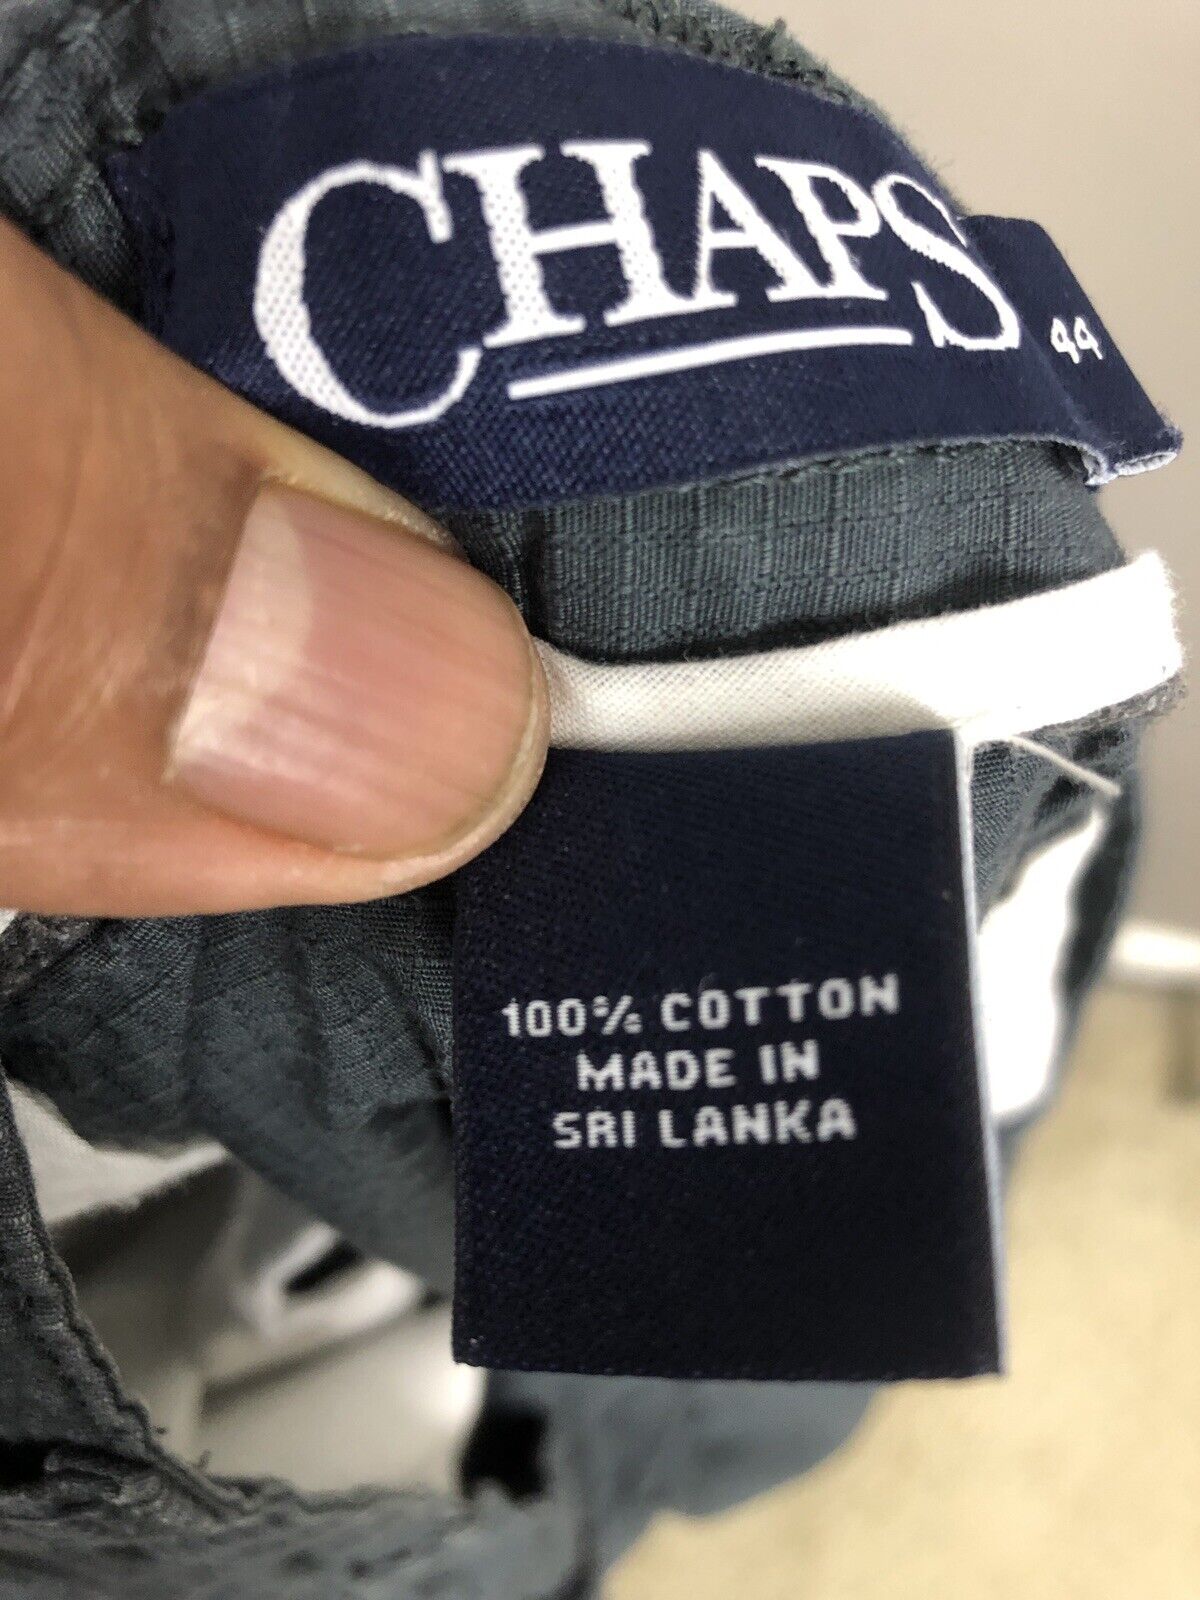 CHAPS
44
100% COTTON
MADE IN
SRI LANKA